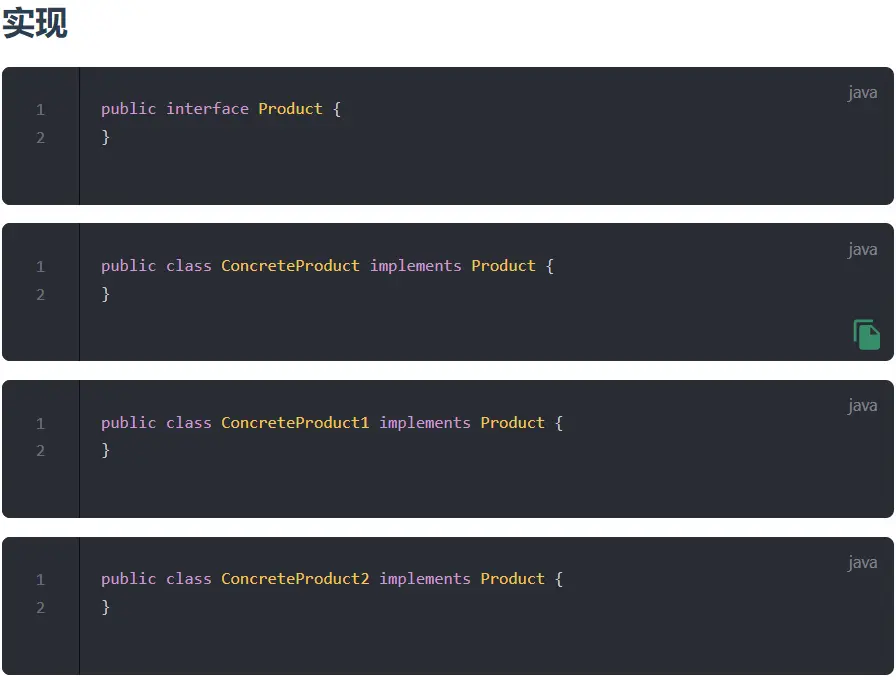 实现
java
1 public interface Product {
2 }
java
1 public class ConcreteProduct implements Product {
2 }
java
1 public class ConcreteProduct1 implements Product {
2 }
java
1 public class ConcreteProduct2 implements Product {
2 }